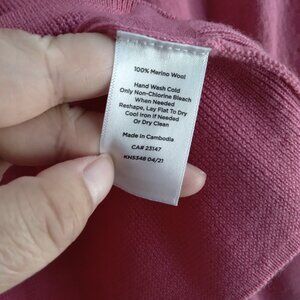 100% Merino Wool
Hand Wash Cold
Only Non-Chlorine Bleach
When Needed
Reshape, Lay Flat To Dry
Cool Iron If Needed
Or Dry Clean
Made in Cambodia
CA# 23147
KN5348 04/21